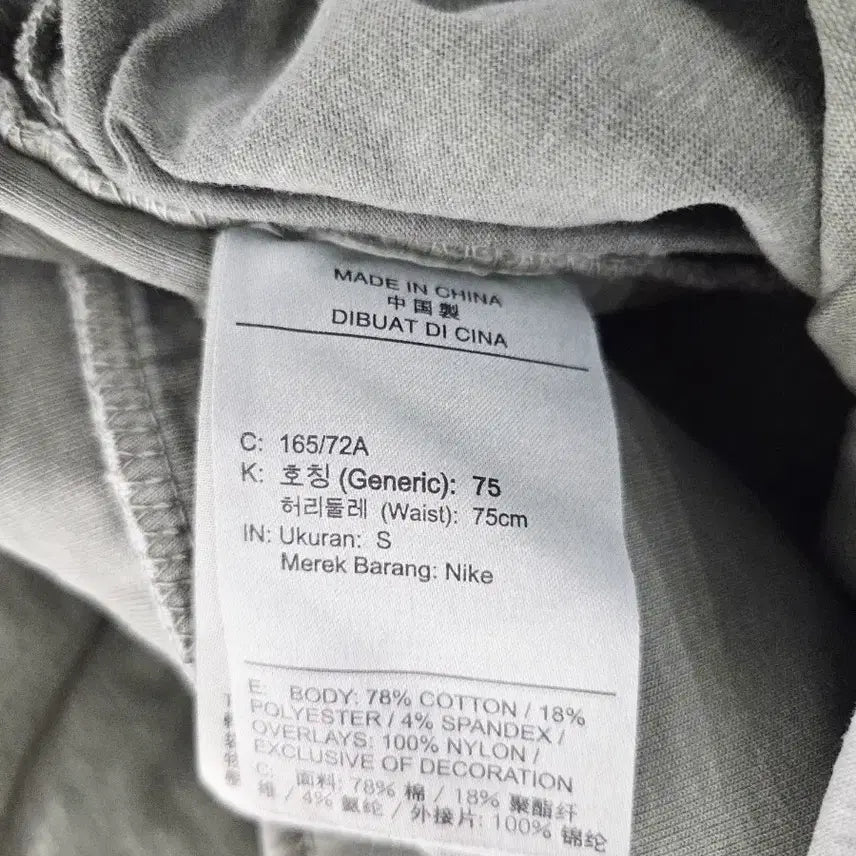 MADE IN CHINA
中国製
DIBUAT DI CINA
C: 165/72A
K: 호칭 (Generic): 75
허리둘레 (Waist): 75cm
IN: Ukuran: S
Merek Barang: Nike
E: BODY: 78% COTTON / 18%
POLYESTER / 4% SPANDEX /
OVERLAYS: 100% NYLON /
EXCLUSIVE OF DECORATION
C: 面料: 78% 棉 / 18% 聚酯纤
维 / 4% 氨纶 / 外接片: 100% 锦纶